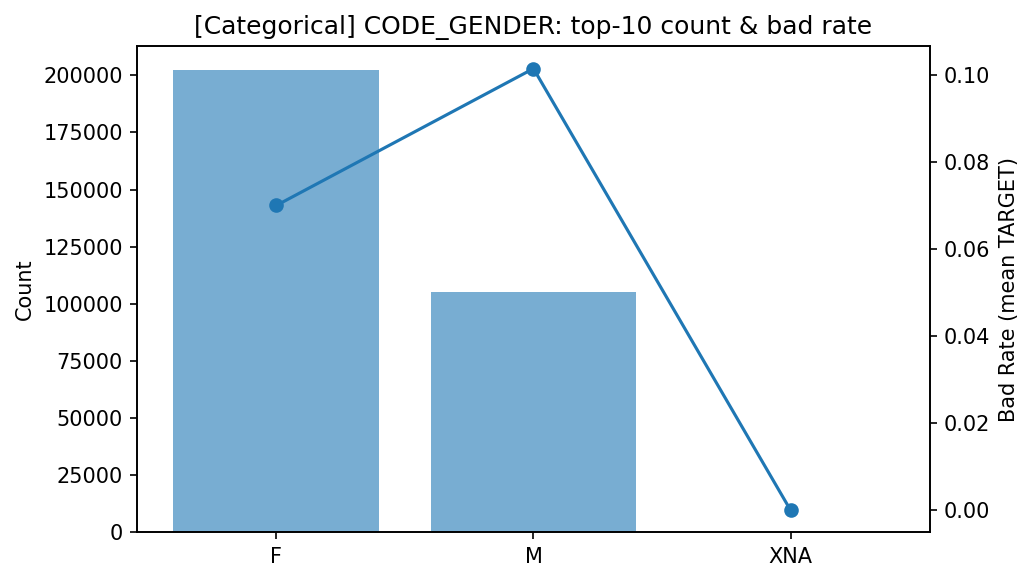 [Categorical] CODE_GENDER: top-10 count & bad rate
200000
175000
150000
125000
100000
75000
50000
25000
0
Count
0.10
0.08
0.06
0.04
0.02
0.00
Bad Rate (mean TARGET)
F
M
XNA